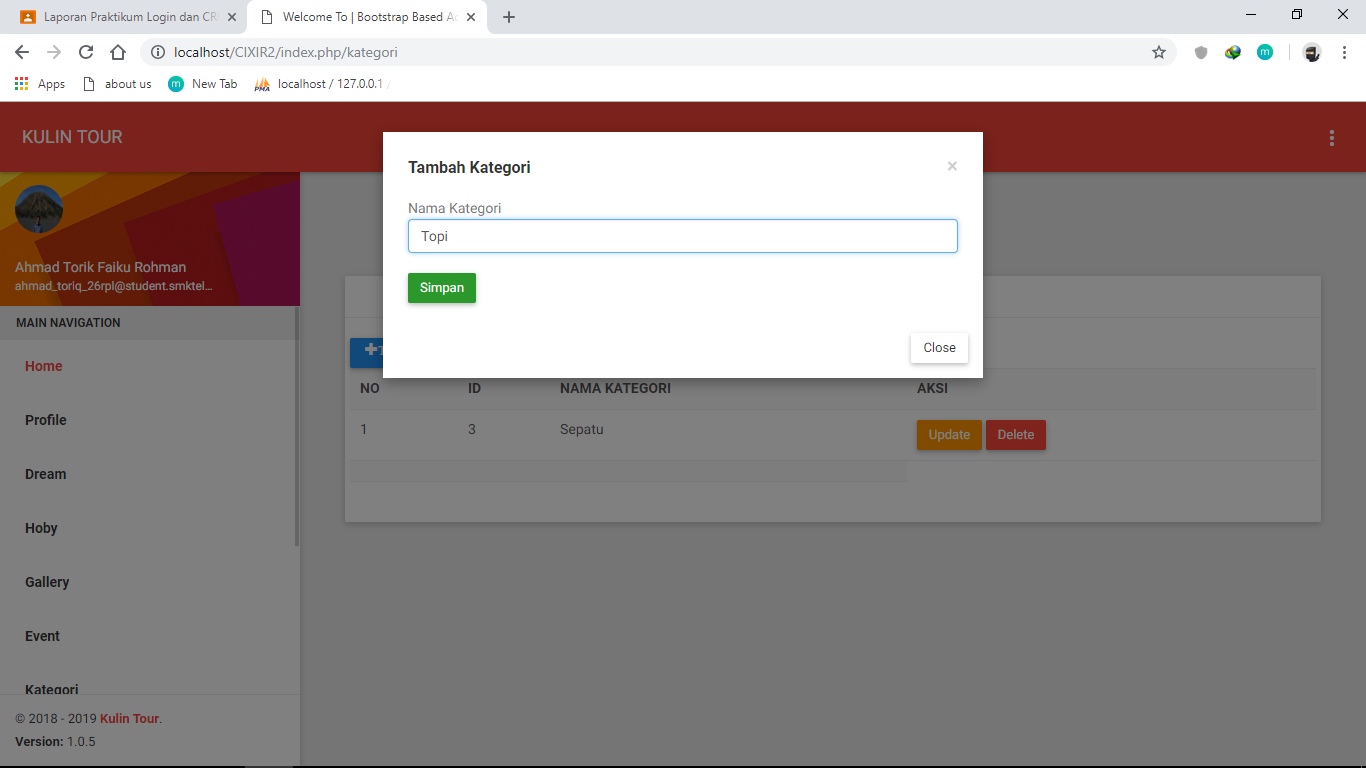 Laporan Praktikum Login dan CR
Welcome To | Bootstrap Based Ad
localhost/CIXIR2/index.php/kategori
Apps
about us
m
New Tab
PMA
localhost / 127.0.0.1 /
m
KULIN TOUR
Ahmad Torik Faiku Rohman
ahmad_toriq_26rpl@student.smktel...
MAIN NAVIGATION
Home
Profile
Dream
Hoby
Gallery
Event
Kategori
© 2018 - 2019 Kulin Tour.
Version: 1.0.5
Tambah Kategori
×
Nama Kategori
Topi
Simpan
Close
NO ID NAMA KATEGORI AKSI
1 3 Sepatu Update Delete